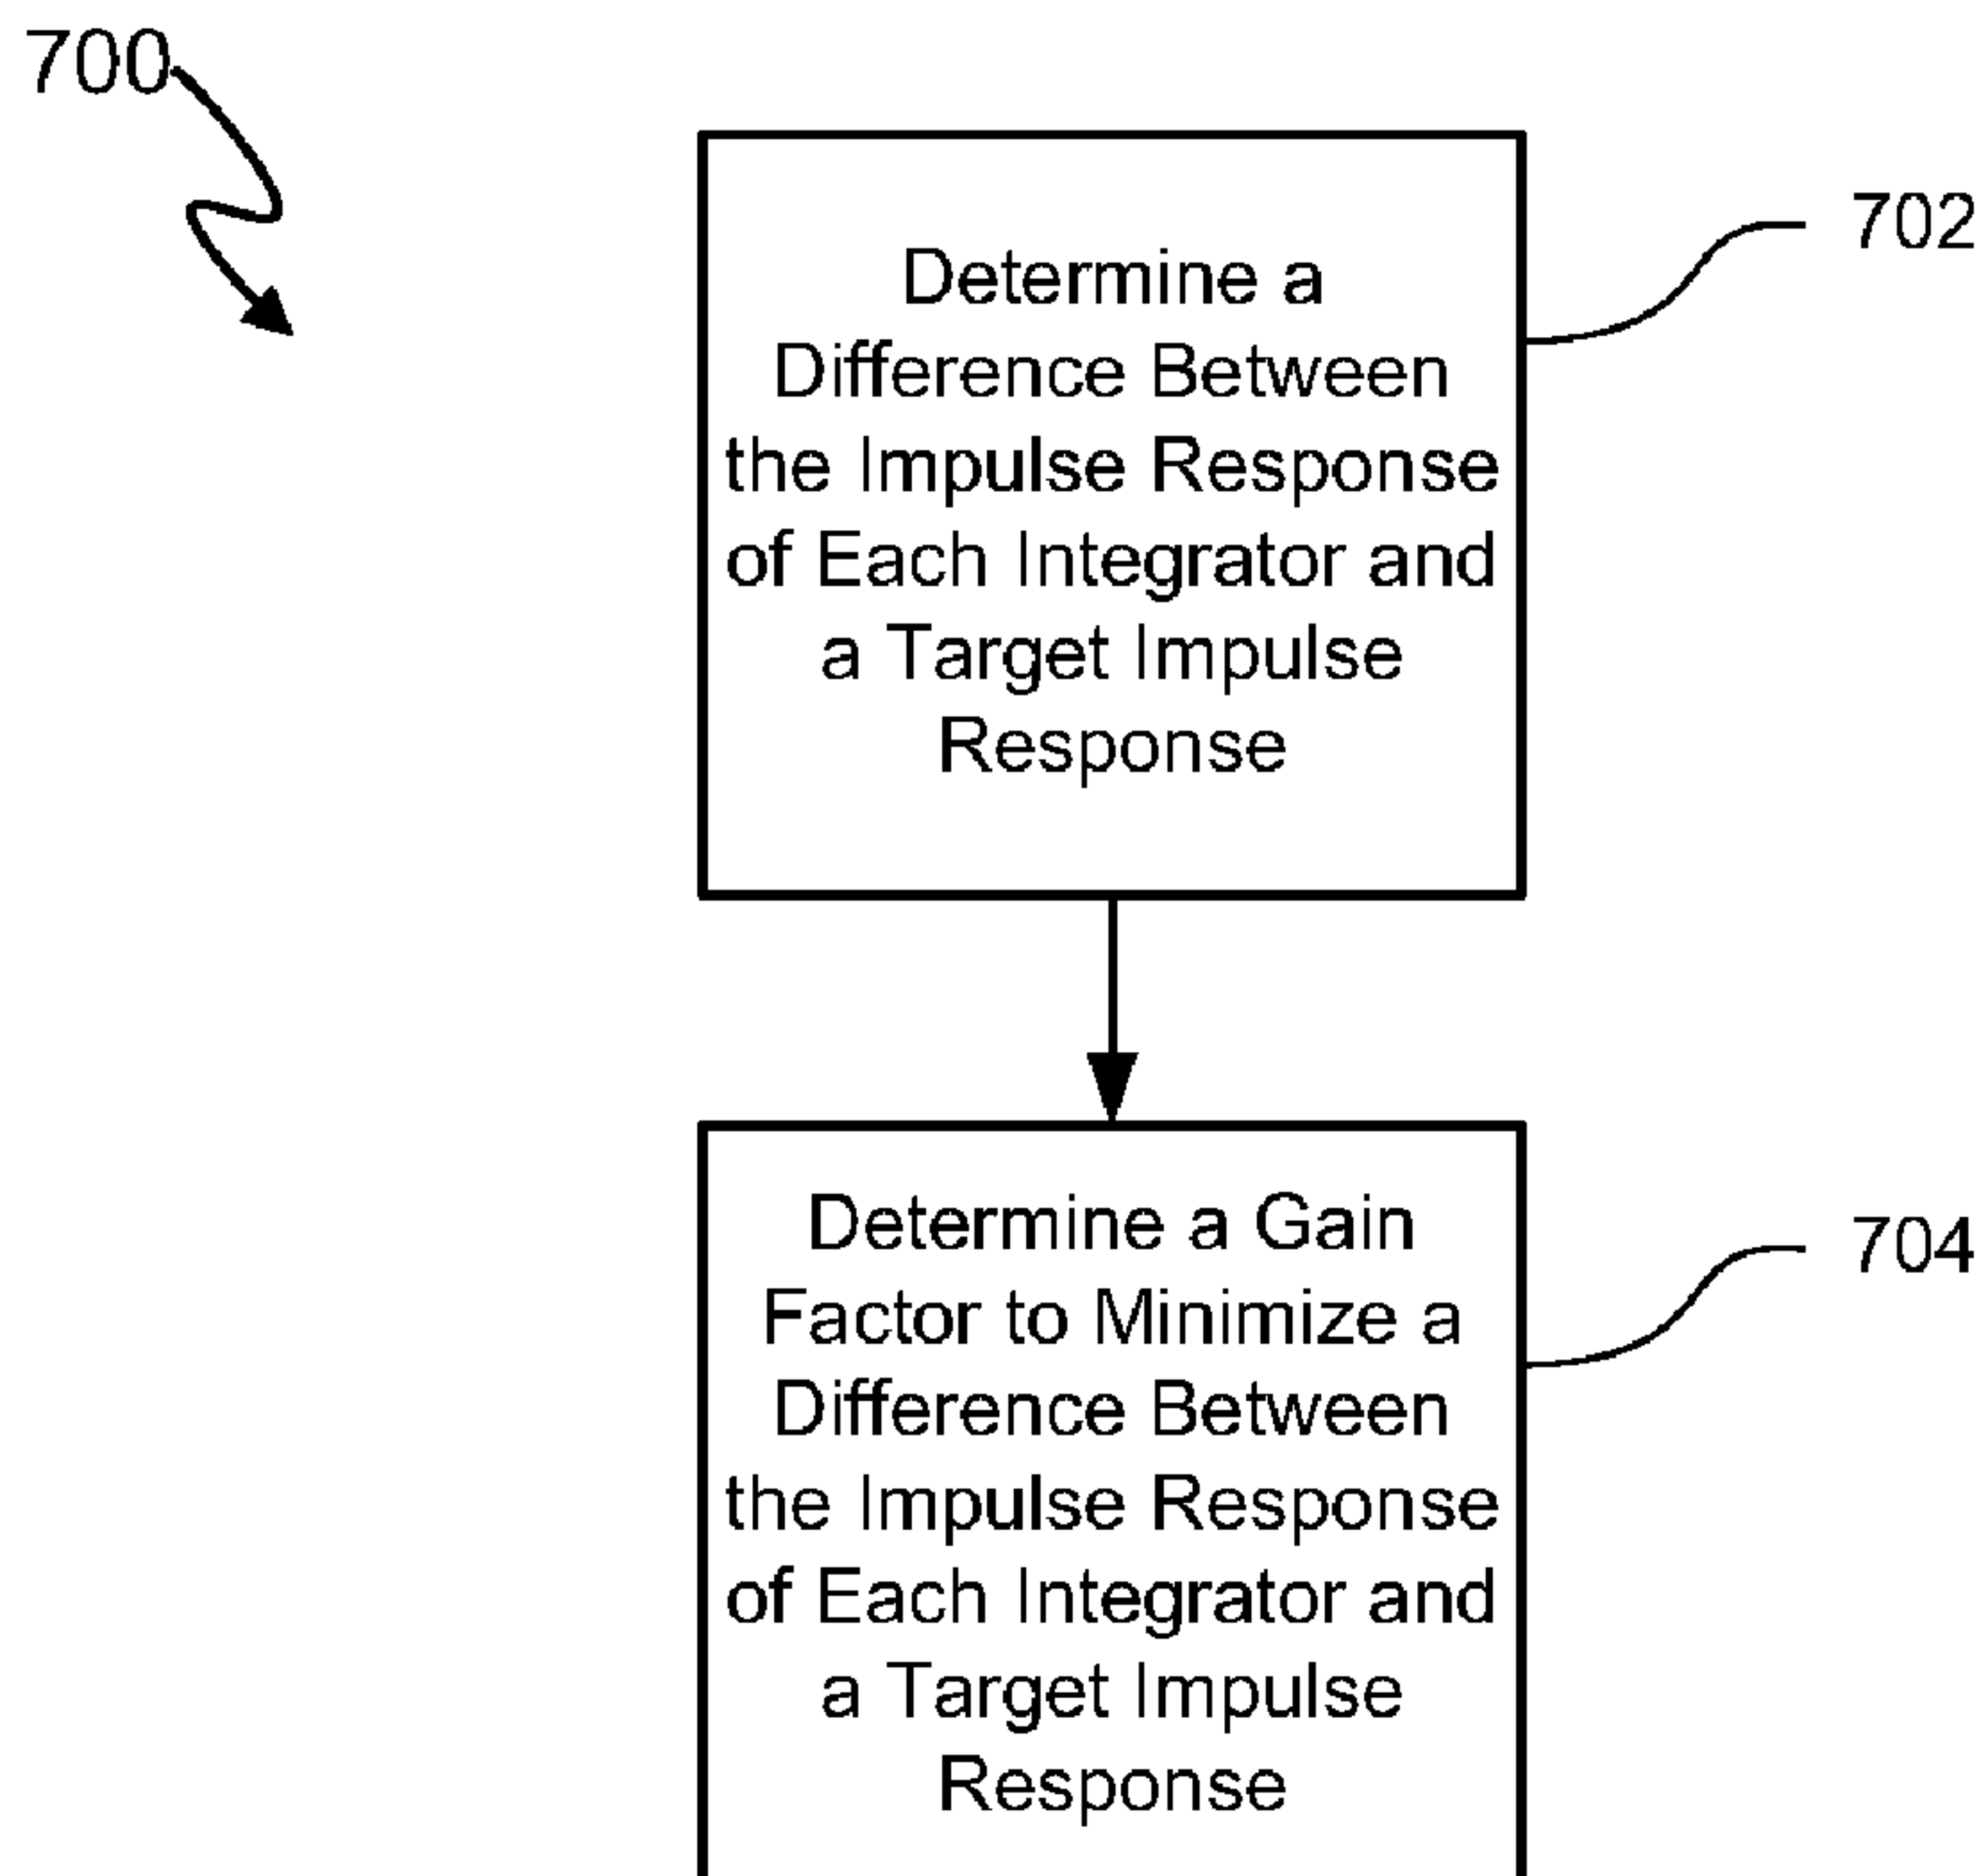 700
Determine a
702
Difference Between
the Impulse Response
of Each Integrator and
a Target Impulse
Response
Determine a Gain
704
Factor to Minimize a
Difference Between
the Impulse Response
of Each Integrator and
a Target Impulse
Response